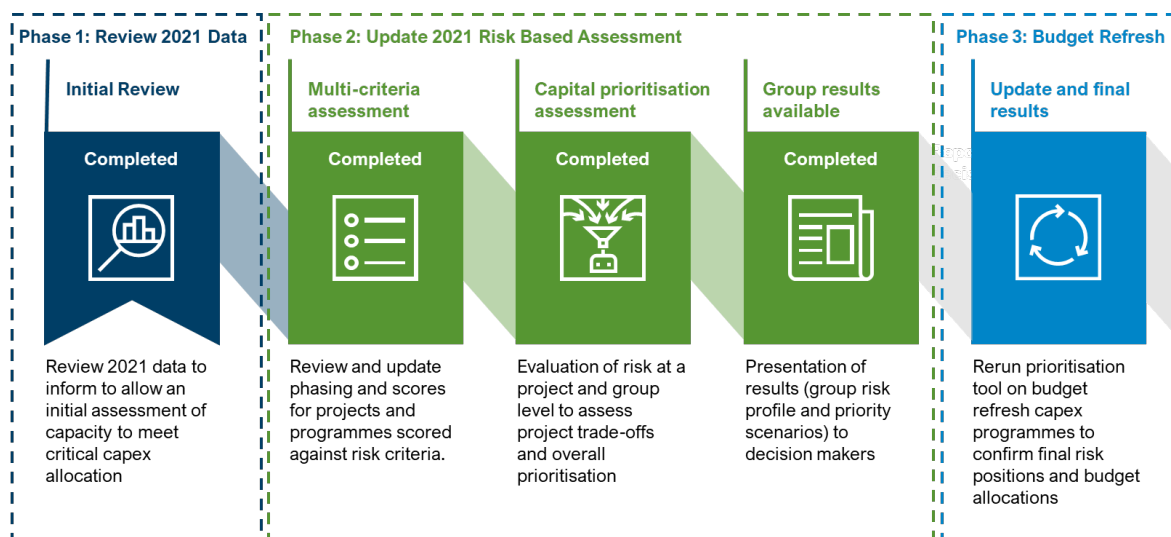 Phase 1: Review 2021 Data
Phase 2: Update 2021 Risk Based Assessment
Phase 3: Budget Refresh
Initial Review
Completed
Review 2021 data to
inform to allow an
initial assessment of
capacity to meet
critical capex
allocation
Multi-criteria
assessment
Completed
Review and update
phasing and scores
for projects and
programmes scored
against risk criteria.
Capital prioritisation
assessment
Completed
Evaluation of risk at a
project and group
level to assess
project trade-offs
and overall
prioritisation
Group results
available
Completed
Presentation of
results (group risk
profile and priority
scenarios) to
decision makers
Update and final
results
Rerun prioritisation
tool on budget
refresh capex
programmes to
confirm final risk
positions and budget
allocations